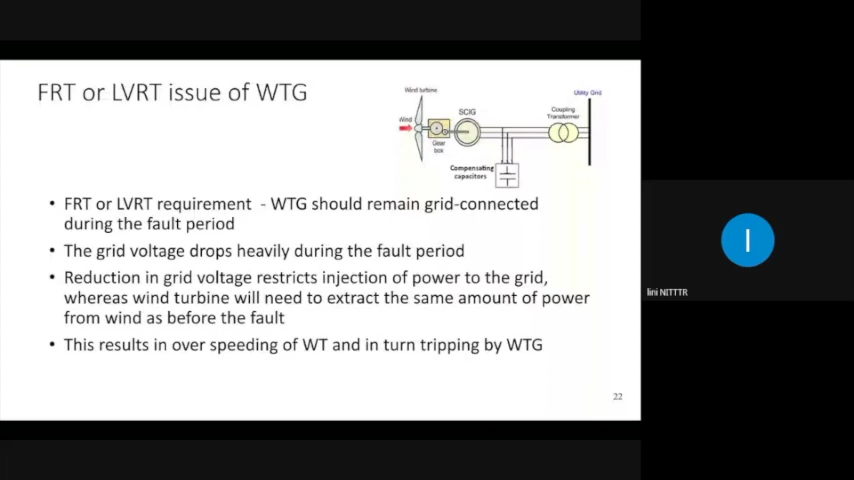 FRT or LVRT issue of WTG
Wind turbine
Utility Grid
SCIG
Coupling
Transformer
Wind
Gear
box
Compensating
capacitors
• FRT or LVRT requirement - WTG should remain grid-connected
during the fault period
• The grid voltage drops heavily during the fault period
• Reduction in grid voltage restricts injection of power to the grid,
whereas wind turbine will need to extract the same amount of power
from wind as before the fault
• This results in over speeding of WT and in turn tripping by WTG
22
I
lini NITTTR